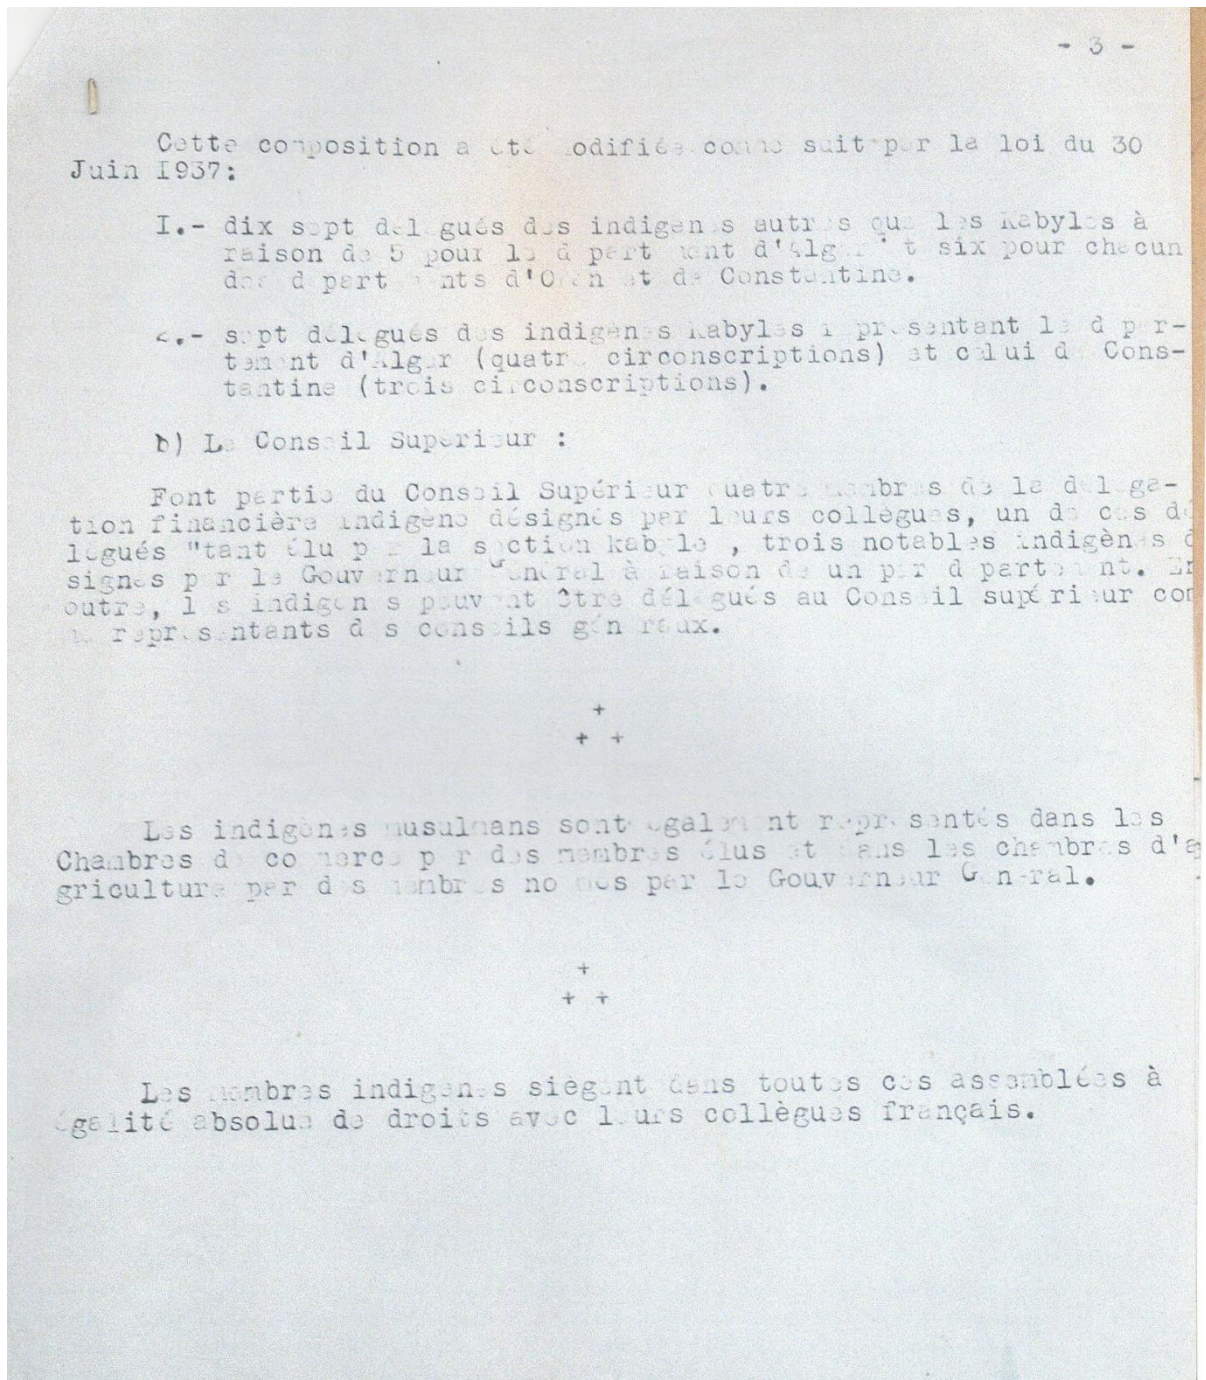 - 3 -
Cette composition a été modifiée comme suit par la loi du 30
Juin I937:
I.- dix sept délégués des indigènes autres que les Kabyles à
raison de 5 pour le département d'Alger et six pour chacun
des départements d'Oran et de Constantine.
2.- sept délégués des indigènes Kabyles représentant le dépar-
tement d'Alger (quatre circonscriptions) et celui de Cons-
tantine (trois circonscriptions).
b) Le Conseil Supérieur :
Font partie du Conseil Supérieur quatre membres de la déléga-
tion financière indigène désignés par leurs collègues, un de ces dé
légués "tant élu par la section kabyle , trois notables indigènes d
signés par le Gouverneur Général à raison de un par département. En
outre, les indigènes peuvent être délégués au Conseil supérieur com
me représentants des conseils généraux.
+
+ +
Les indigènes musulmans sont également représentés dans les
Chambres de commerce par des membres élus et dans les chambres d'a
griculture par des membres nommés par le Gouverneur Général.
+
+ +
Les membres indigènes siègent dans toutes ces assemblées à
égalité absolue de droits avec leurs collègues français.